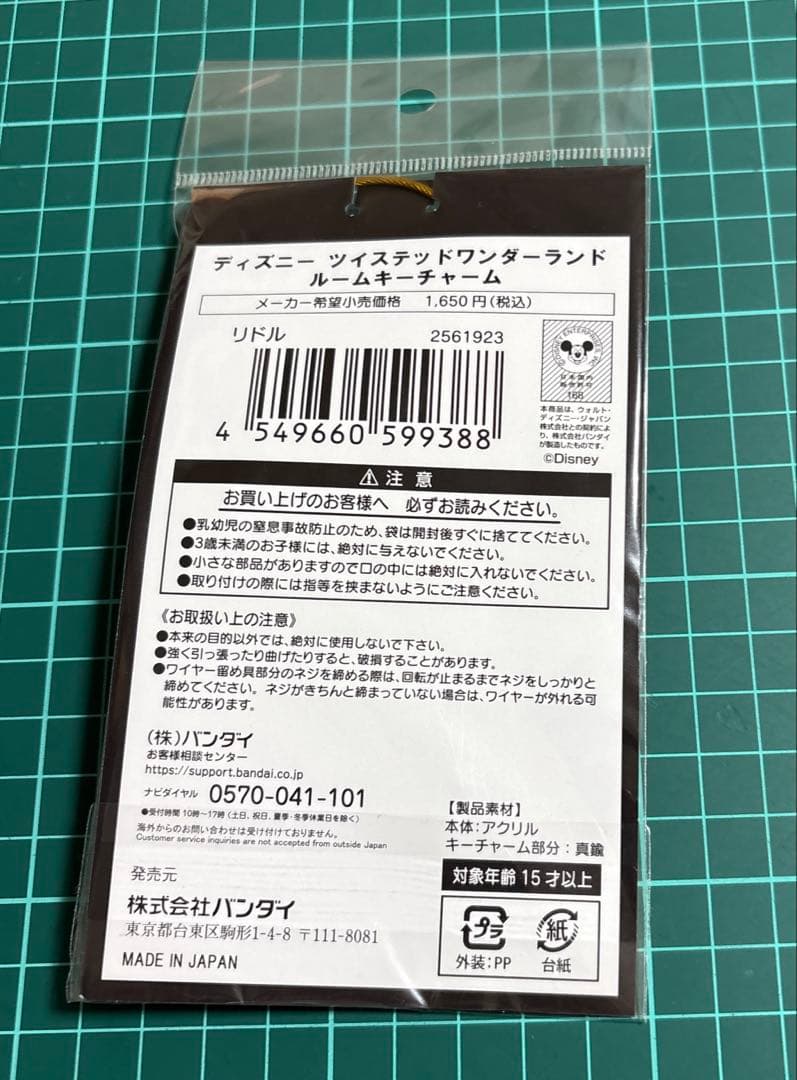 ディズニー ツイステッドワンダーランド
ルームキーチャーム
メーカー希望小売価格 1,650円(税込)
リドル 2561923
4 549660 599388
DISNEY ENTERPRISES, INC.
日本国内
販売許可
168
本商品は、ウォルト・
ディズニー・ジャパン
株式会社との契約によ
り、株式会社バンダイ
が製造したものです。
©Disney
⚠注意
お買い上げのお客様へ 必ずお読みください。
●乳幼児の窒息事故防止のため、袋は開封後すぐに捨ててください。
●3歳未満のお子様には、絶対に与えないでください。
●小さな部品がありますので口の中には絶対に入れないでください。
●取り付けの際には指等を挟まないようにご注意ください。
《お取扱い上の注意》
●本来の目的以外では、絶対に使用しないで下さい。
●強く引っ張ったり曲げたりすると、破損することがあります。
●ワイヤー留め具部分のネジを締める際は、回転が止まるまでネジをしっかりと
締めてください。ネジがきちんと締まっていない場合は、ワイヤーが外れる可
能性があります。
(株)バンダイ
お客様相談センター
https://support.bandai.co.jp
ナビダイヤル 0570-041-101
●受付時間 10時〜17時(土日、祝日、夏季・冬季休業日を除く)
海外からのお問い合わせは受け付けておりません。
Customer service inquiries are not accepted from outside Japan
【製品素材】
本体:アクリル
キーチャーム部分:真鍮
対象年齢15才以上
発売元
株式会社バンダイ
東京都台東区駒形1-4-8 〒111-8081
MADE IN JAPAN
プラ 紙
外装:PP 台紙